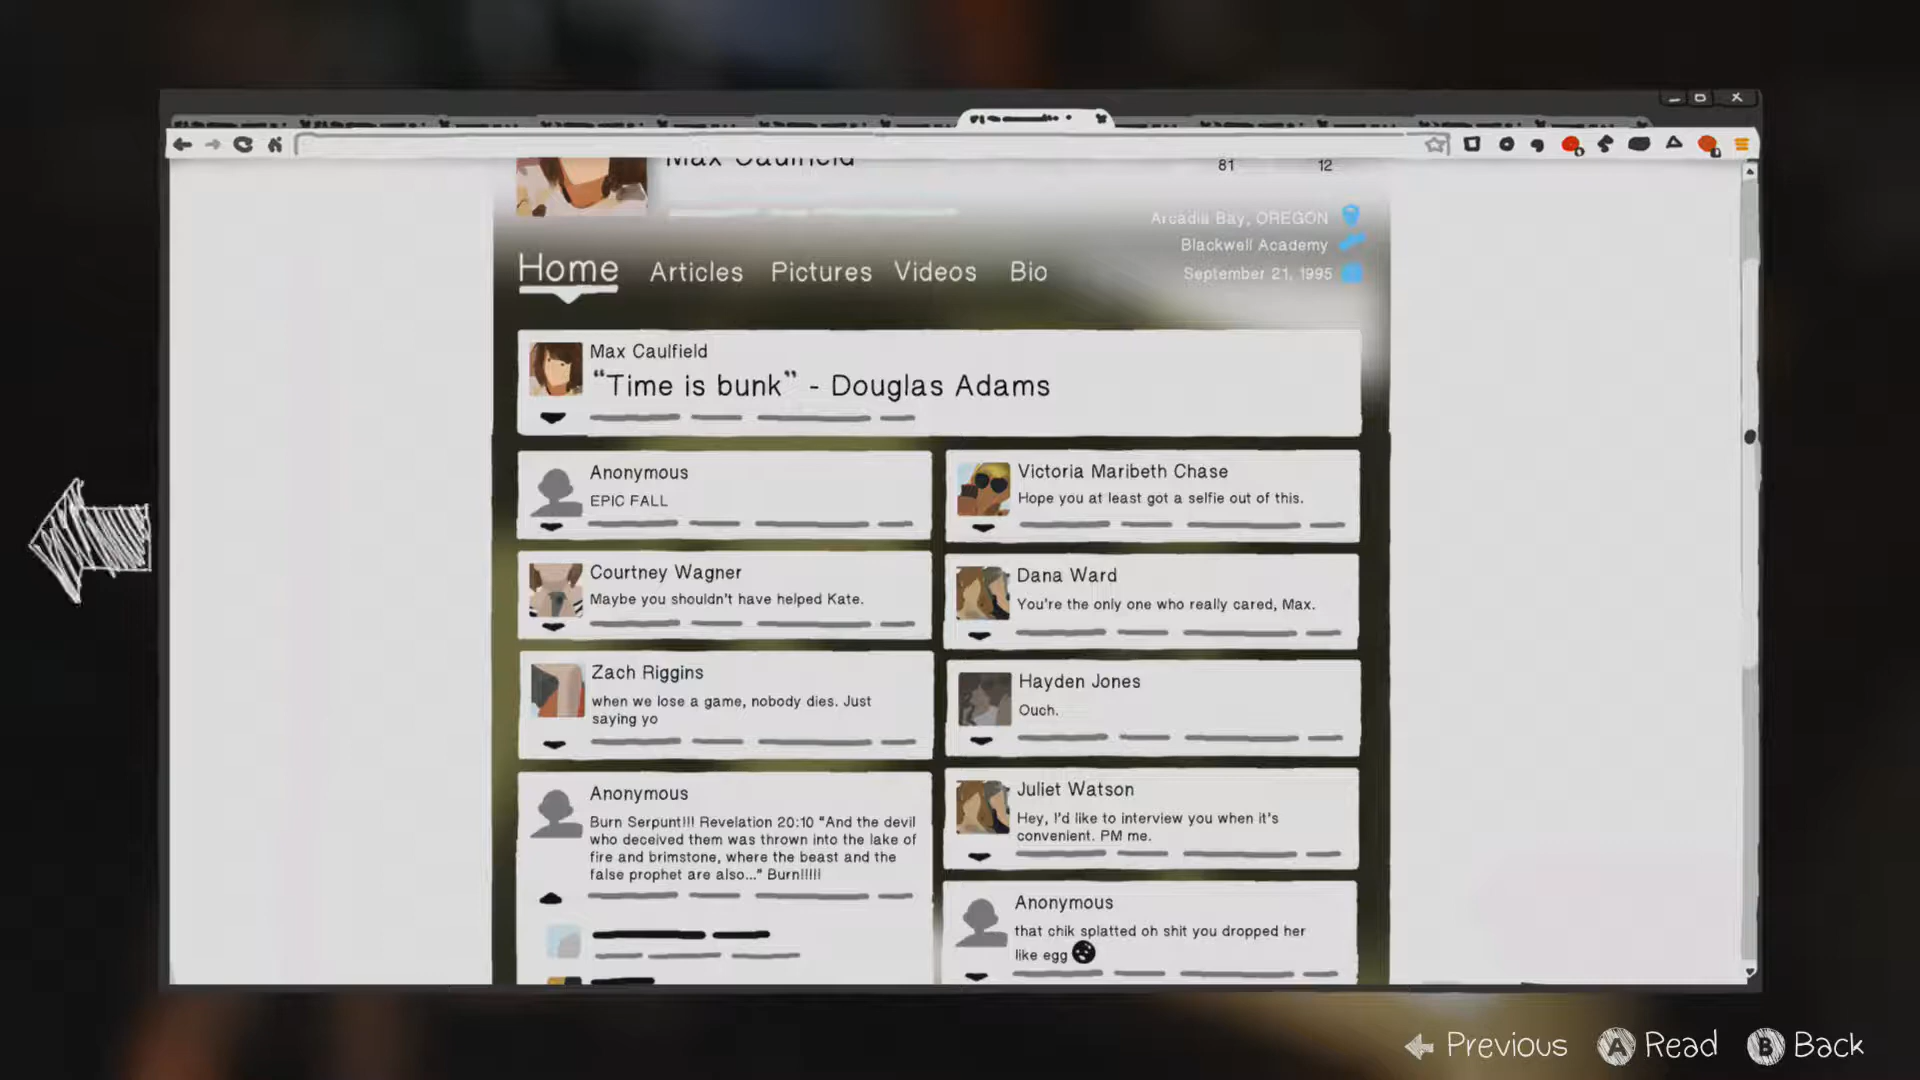 Max Caulfield
81 12
Arcadia Bay, OREGON
Blackwell Academy
September 21, 1995
Home Articles Pictures Videos Bio
Max Caulfield
“Time is bunk” - Douglas Adams
Anonymous
EPIC FALL
Victoria Maribeth Chase
Hope you at least got a selfie out of this.
Courtney Wagner
Maybe you shouldn't have helped Kate.
Dana Ward
You're the only one who really cared, Max.
Zach Riggins
when we lose a game, nobody dies. Just
saying yo
Hayden Jones
Ouch.
Anonymous
Burn Serpunt!!! Revelation 20:10 “And the devil
who deceived them was thrown into the lake of
fire and brimstone, where the beast and the
false prophet are also...” Burn!!!!!
Juliet Watson
Hey, I'd like to interview you when it's
convenient. PM me.
Anonymous
that chik splatted oh shit you dropped her
like egg
Previous A Read B Back